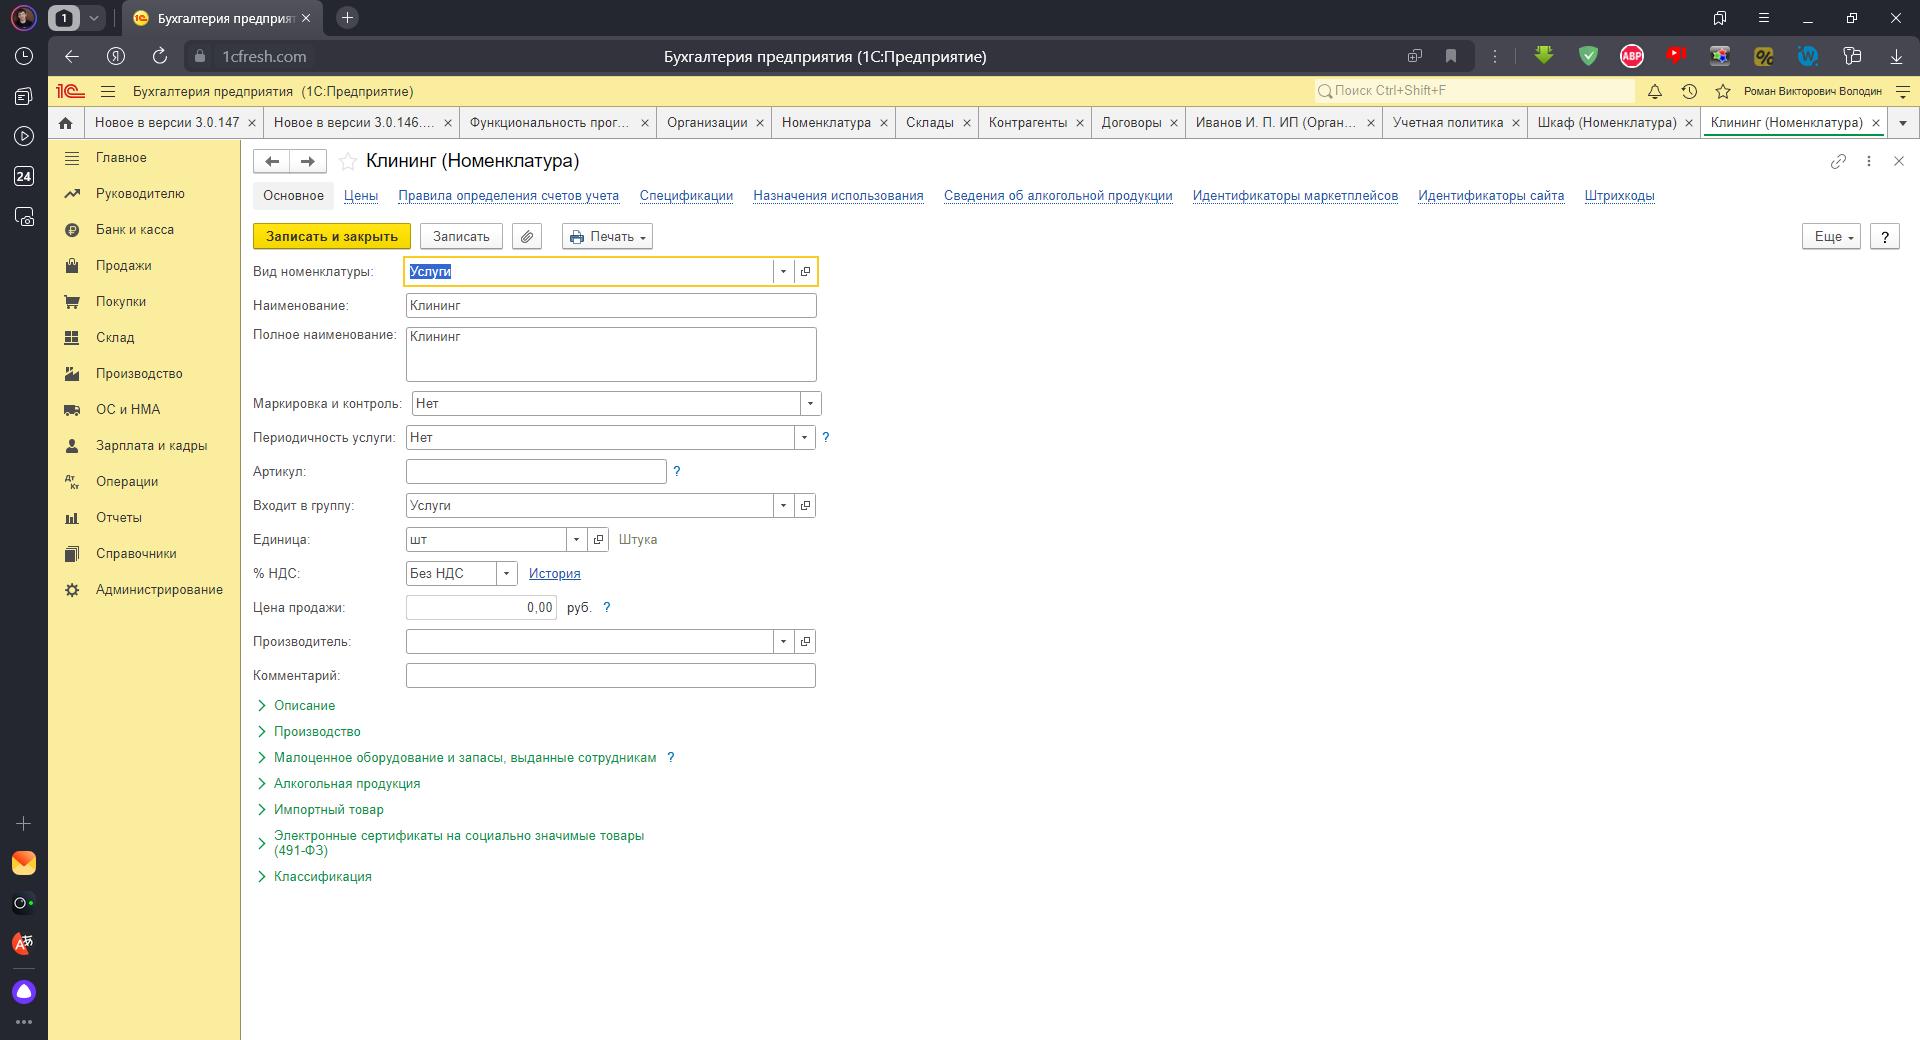 1
Бухгалтерия предприят
1cfresh.com
Бухгалтерия предприятия (1С:Предприятие)
ABP
1С
Бухгалтерия предприятия (1С:Предприятие)
Поиск Ctrl+Shift+F
Роман Викторович Володин
Новое в версии 3.0.147
Новое в версии 3.0.146....
Функциональность прог...
Организации
Номенклатура
Склады
Контрагенты
Договоры
Иванов И. П. ИП (Орган...
Учетная политика
Шкаф (Номенклатура)
Клининг (Номенклатура)
24
Главное
Руководителю
Банк и касса
Продажи
Покупки
Склад
Производство
ОС и НМА
Зарплата и кадры
Дт Кт
Операции
Отчеты
Справочники
Администрирование
Клининг (Номенклатура)
Основное
Цены
Правила определения счетов учета
Спецификации
Назначения использования
Сведения об алкогольной продукции
Идентификаторы маркетплейсов
Идентификаторы сайта
Штрихкоды
Записать и закрыть
Записать
Печать
Еще
?
Вид номенклатуры:
Услуги
Наименование:
Клининг
Полное наименование:
Клининг
Маркировка и контроль:
Нет
Периодичность услуги:
Нет
?
Артикул:
?
Входит в группу:
Услуги
Единица:
шт
Штука
% НДС:
Без НДС
История
Цена продажи:
0,00
руб.
?
Производитель:
Комментарий:
Описание
Производство
Малоценное оборудование и запасы, выданные сотрудникам
?
Алкогольная продукция
Импортный товар
Электронные сертификаты на социально значимые товары
(491-ФЗ)
Классификация